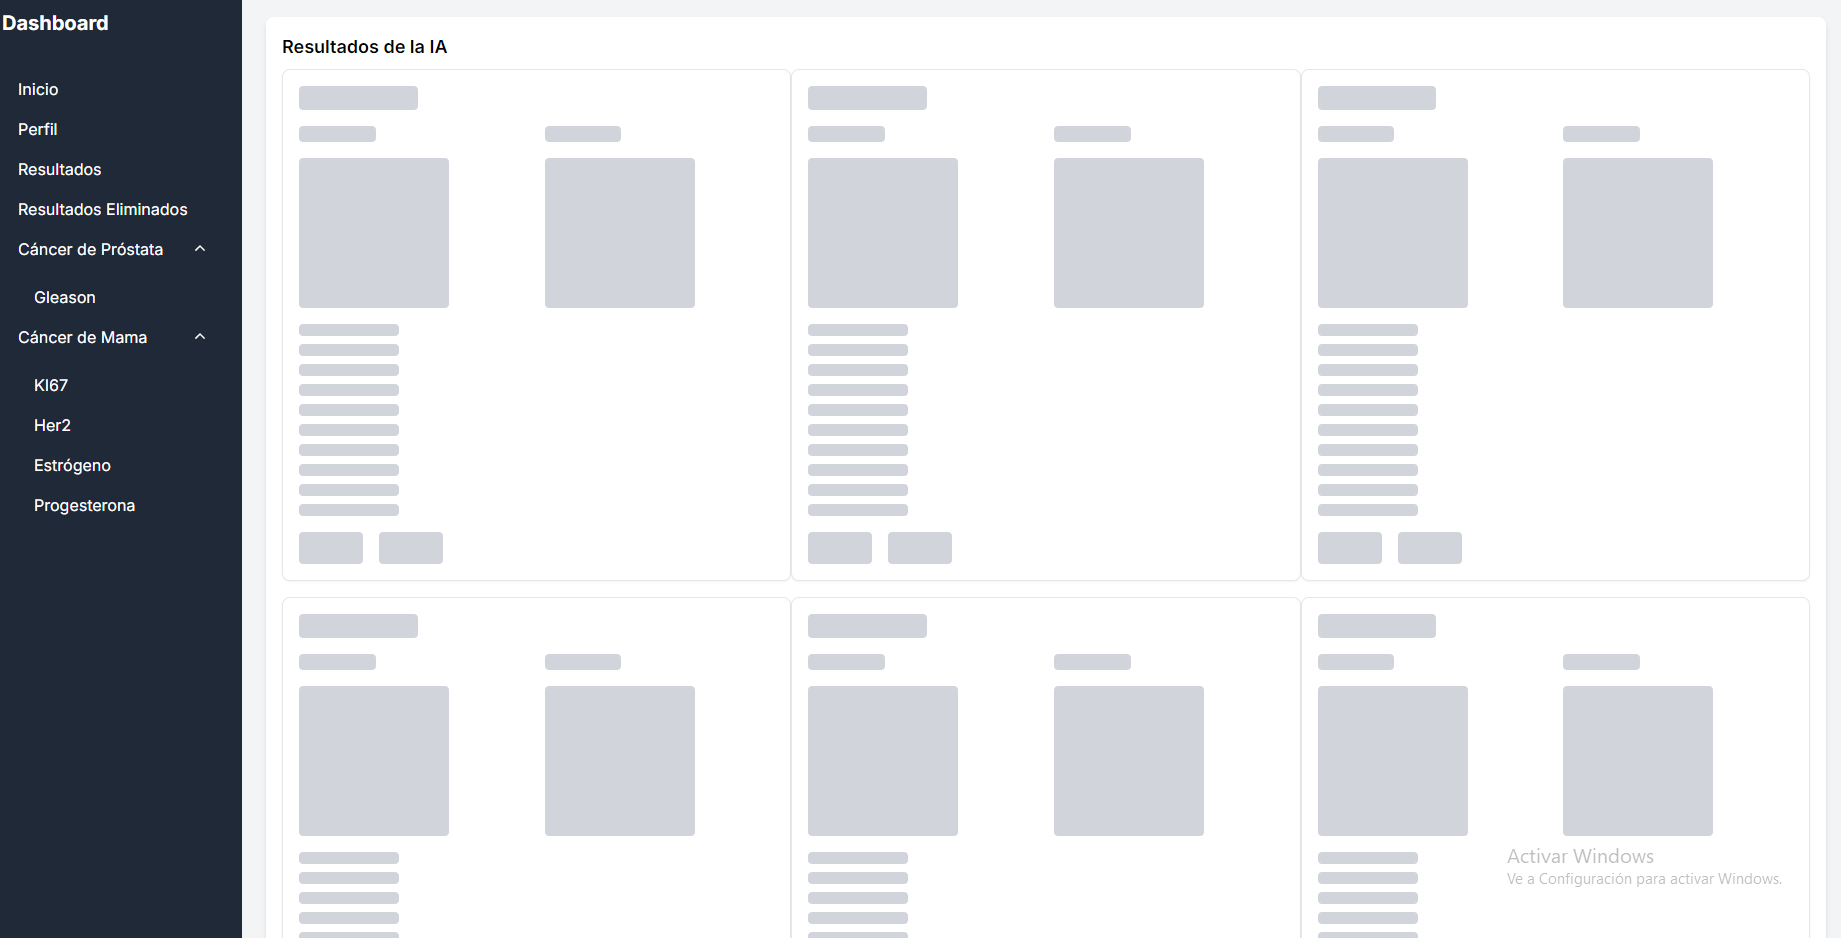 Dashboard
Inicio
Perfil
Resultados
Resultados Eliminados
Cáncer de Próstata
Gleason
Cáncer de Mama
KI67
Her2
Estrógeno
Progesterona
Resultados de la IA
Activar Windows
Ve a Configuración para activar Windows.